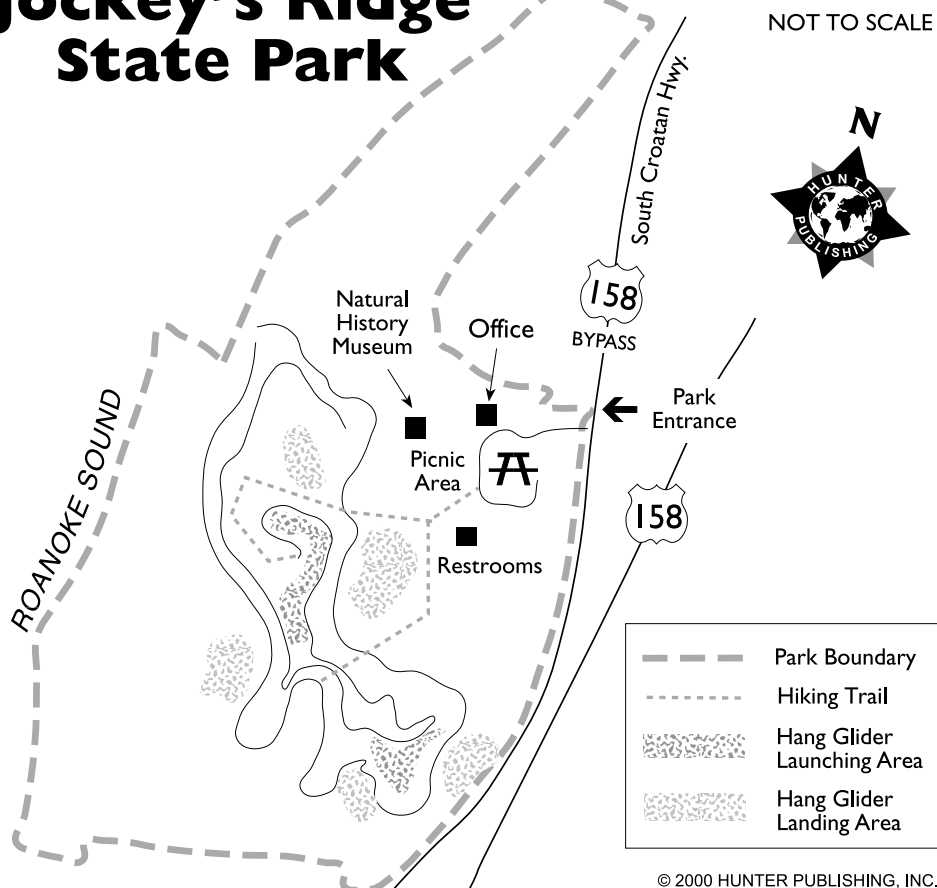 Jockey's Ridge
State Park
NOT TO SCALE
South Croatan Hwy.
N
HUNTER
PUBLISHING
158
BYPASS
Natural
History
Museum
Office
Park
Entrance
Picnic
Area
158
Restrooms
ROANOKE SOUND
Park Boundary
Hiking Trail
Hang Glider
Launching Area
Hang Glider
Landing Area
© 2000 HUNTER PUBLISHING, INC.